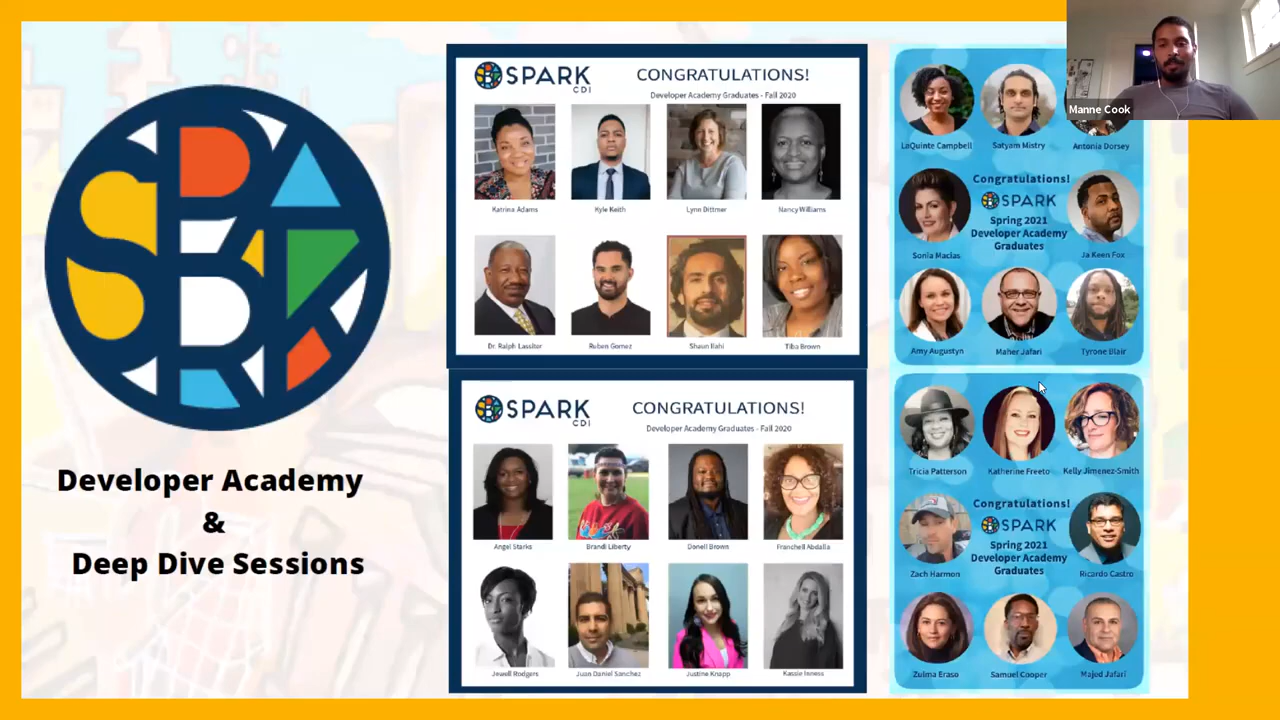 SPARK
Developer Academy
&
Deep Dive Sessions
SPARK
CDI
CONGRATULATIONS!
Developer Academy Graduates - Fall 2020
Katrina Adams
Kyle Keith
Lynn Dittmer
Nancy Williams
Dr. Ralph Lassiter
Ruben Gomez
Shaun Ilahi
Tiba Brown
SPARK
CDI
CONGRATULATIONS!
Developer Academy Graduates - Fall 2020
Angel Starks
Brandi Liberty
Donell Brown
Franchell Abdalla
Jewell Rodgers
Juan Daniel Sanchez
Justine Knapp
Kassie Inness
Manne Cook
LaQuinte Campbell
Satyam Mistry
Antonia Dorsey
Congratulations!
SPARK
Spring 2021
Developer Academy
Graduates
Sonia Macias
Ja Keen Fox
Amy Augustyn
Maher Jafari
Tyrone Blair
Tricia Patterson
Katherine Freeto
Kelly Jimenez-Smith
Congratulations!
SPARK
Spring 2021
Developer Academy
Graduates
Zach Harmon
Ricardo Castro
Zulma Eraso
Samuel Cooper
Majed Jafari